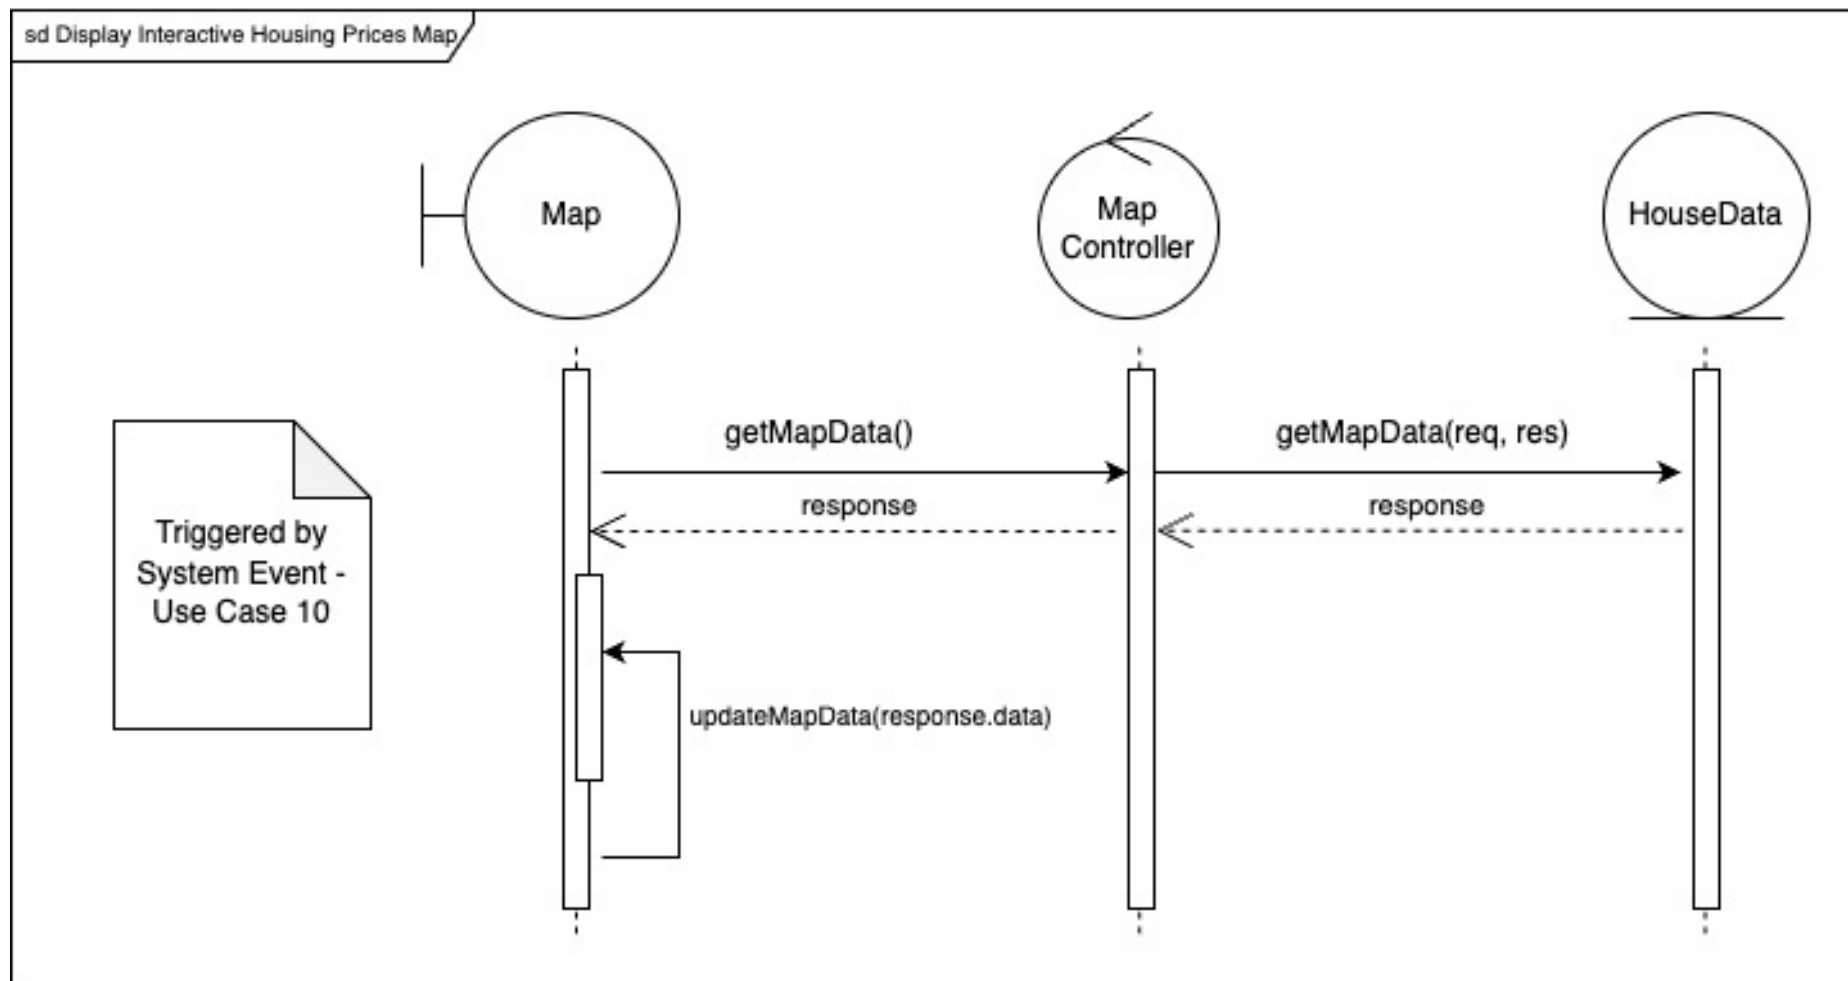 sd Display Interactive Housing Prices Map
Map
Map
Controller
HouseData
getMapData()
getMapData(req, res)
response
response
Triggered by
System Event -
Use Case 10
updateMapData(response.data)